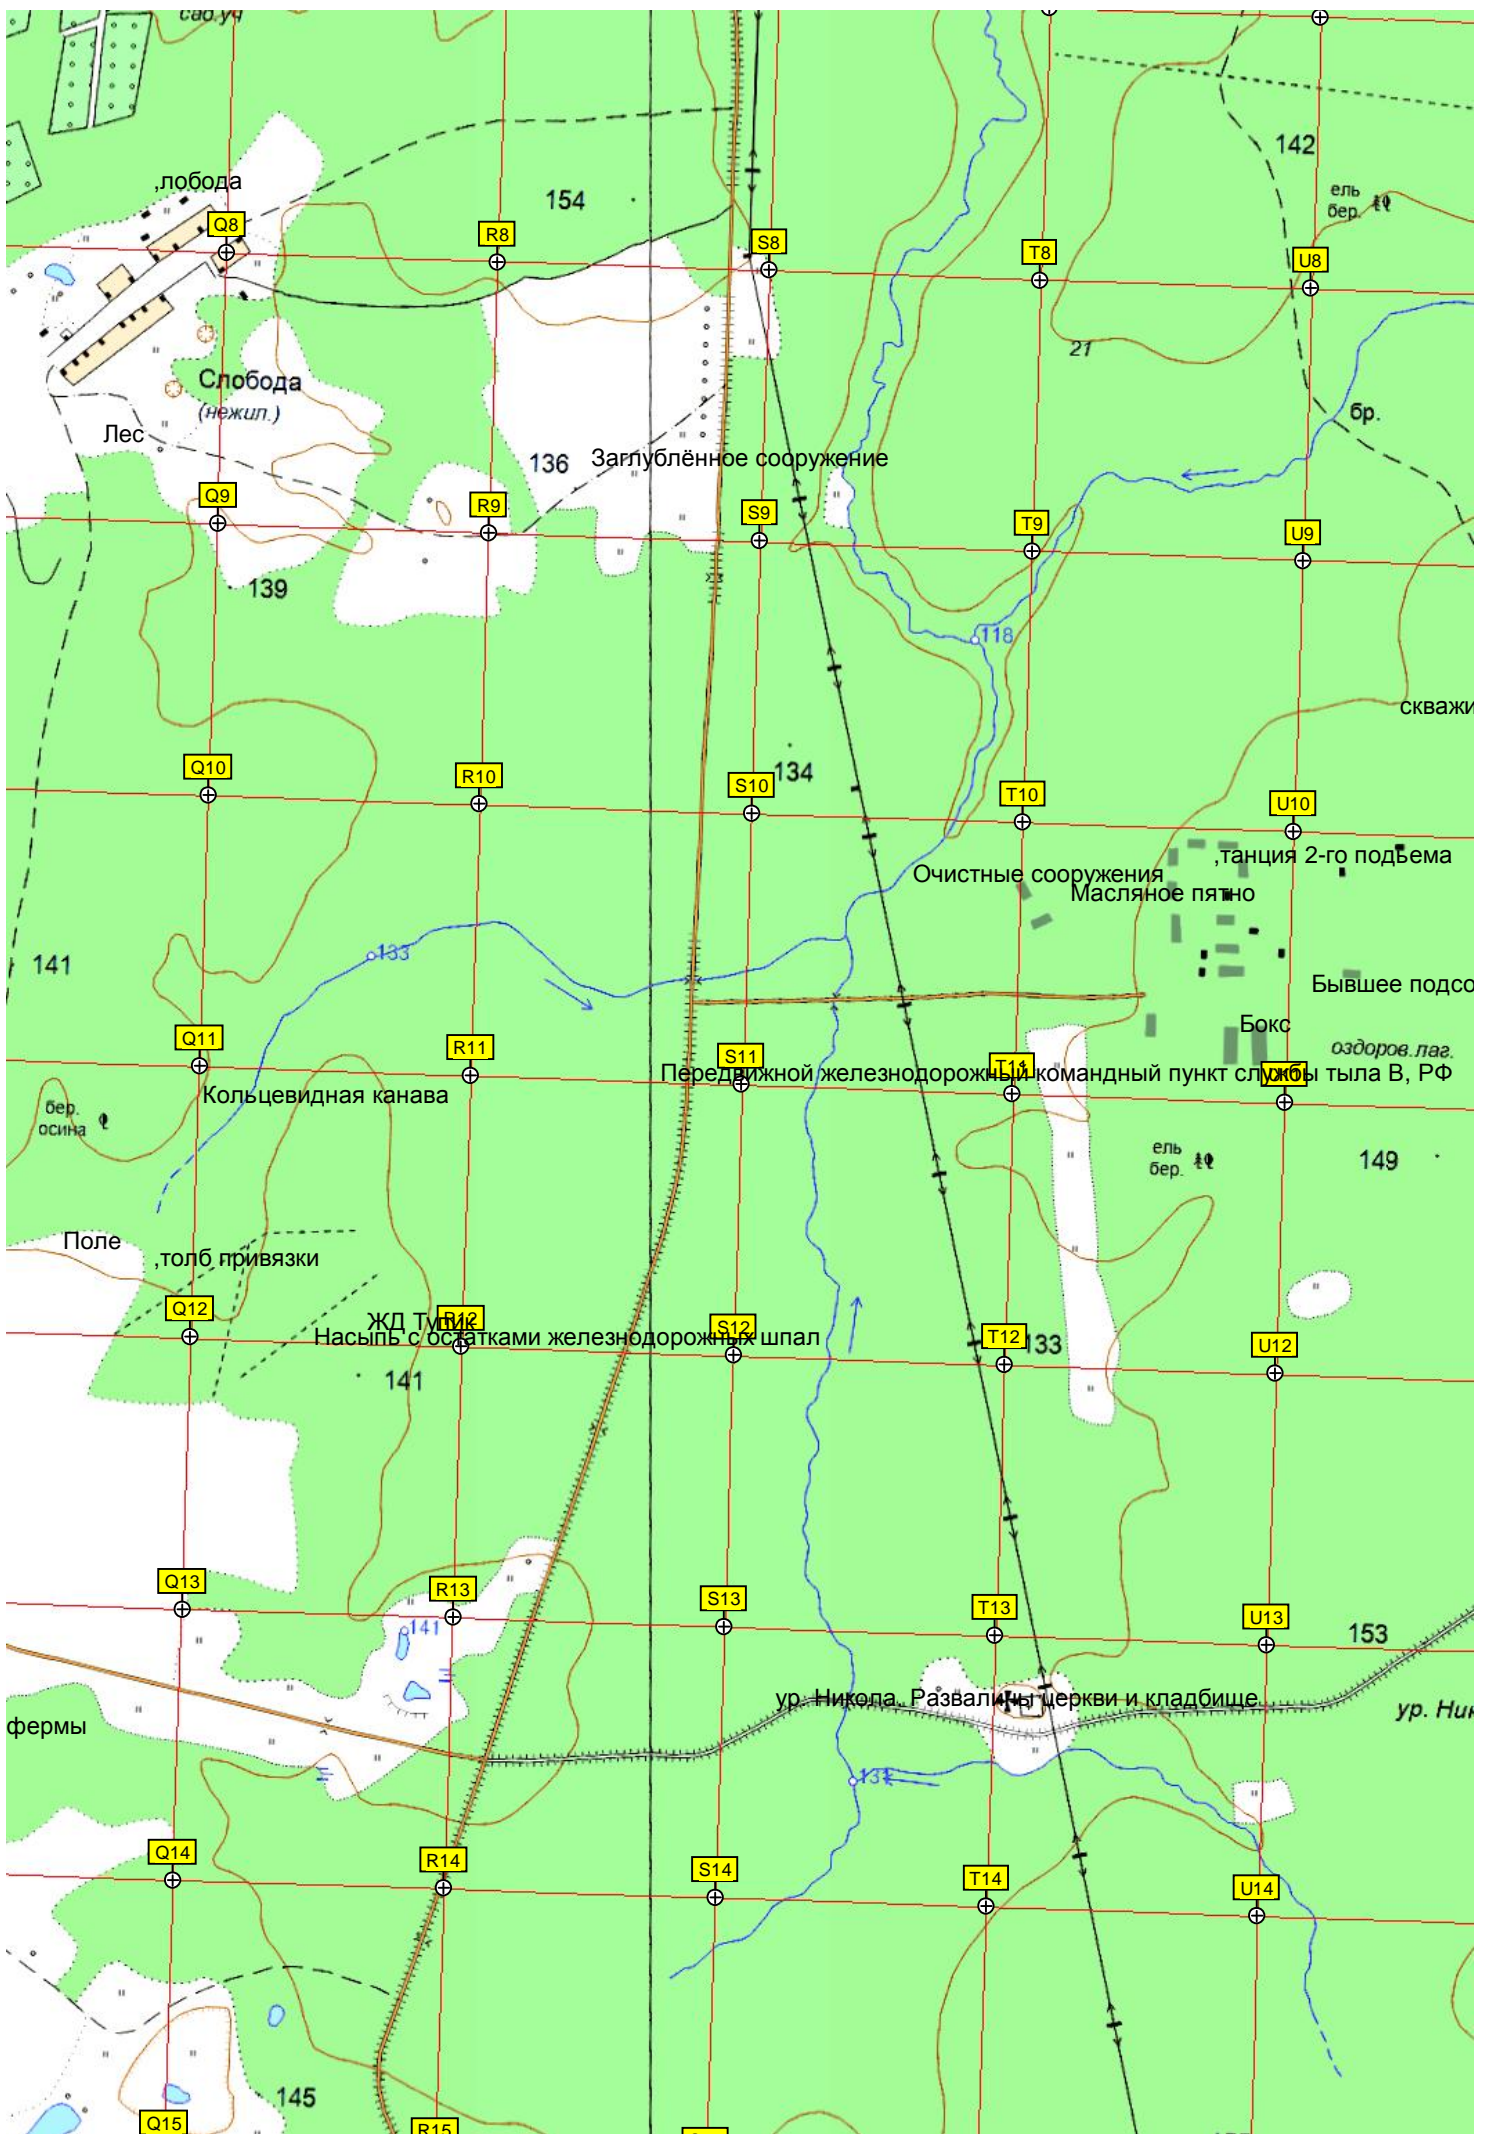 сад.уч
142
,лобода
154
ель
бер.
Q8
R8
S8
T8
U8
21
Слобода
(нежил.)
бр.
Лес
136
Заглублённое сооружение
Q9
R9
S9
T9
U9
139
118
скважи
Q10
R10
S10
134
T10
U10
,танция 2-го подъема
Очистные сооружения
Масляное пятно
133
141
Бывшее подсо
Бокс
Q11
R11
S11
T11
оздоров.лаг.
Передвижной железнодорожный командный пункт службы тыла В, РФ
Кольцевидная канава
бер.
осина
ель
бер.
149
Поле
,толб привязки
Q12
ЖД Тупик
R12
S12
Насыпь с остатками железнодорожных шпал
T12
133
U12
141
Q13
R13
S13
T13
U13
141
153
ур. Никола. Развалины церкви и кладбище
ур. Ник
фермы
131
Q14
R14
S14
T14
U14
145
Q15
R15